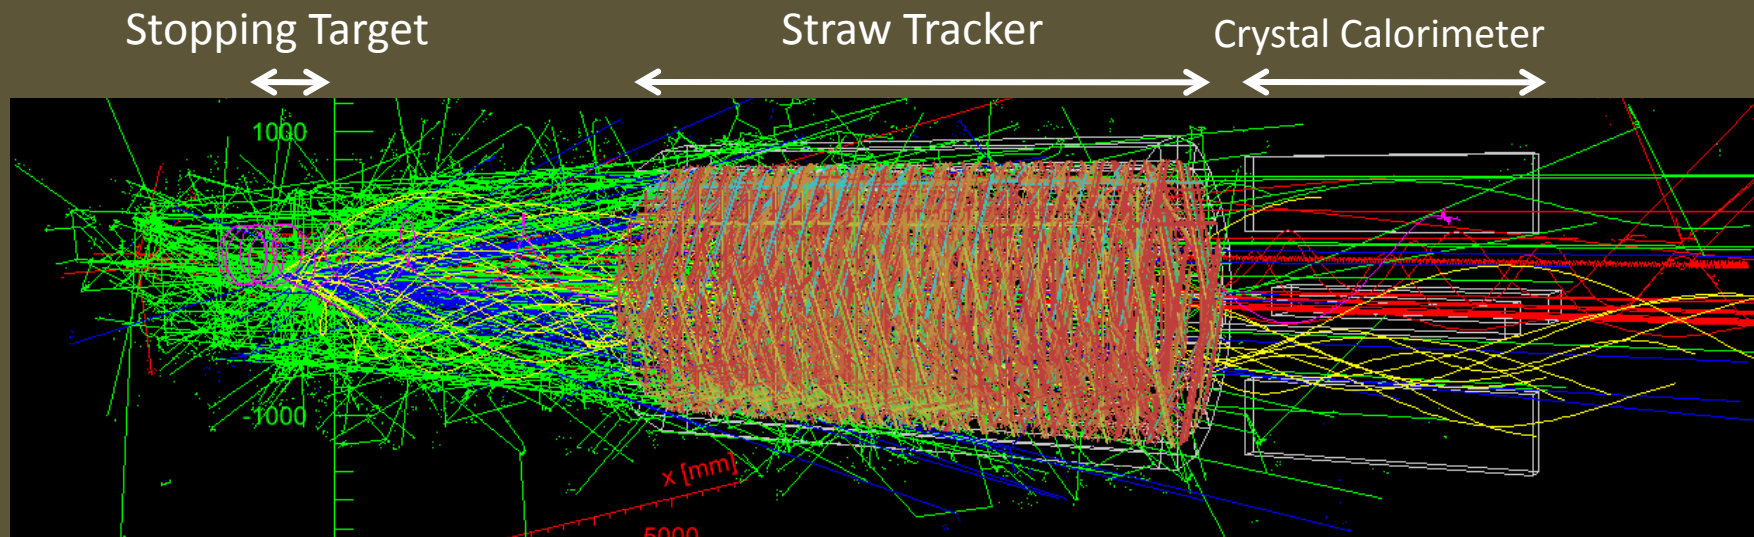 Stopping Target
Straw Tracker
Crystal Calorimeter
1000
-1000
x [mm]
5000